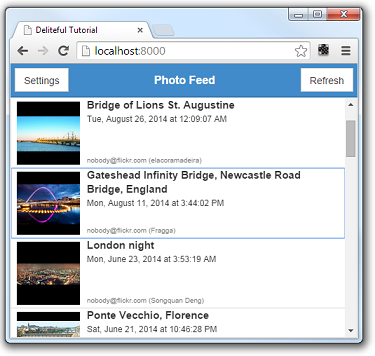 Deliteful Tutorial
localhost:8000
Settings
Photo Feed
Refresh
Bridge of Lions St. Augustine
Tue, August 26, 2014 at 12:09:07 AM
nobody@flickr.com (elacoramadeira)
Gateshead Infinity Bridge, Newcastle Road
Bridge, England
Mon, August 11, 2014 at 3:44:02 PM
nobody@flickr.com (Fragga)
London night
Mon, June 23, 2014 at 3:53:19 AM
nobody@flickr.com (Songquan Deng)
Ponte Vecchio, Florence
Sat, June 21, 2014 at 10:46:28 PM